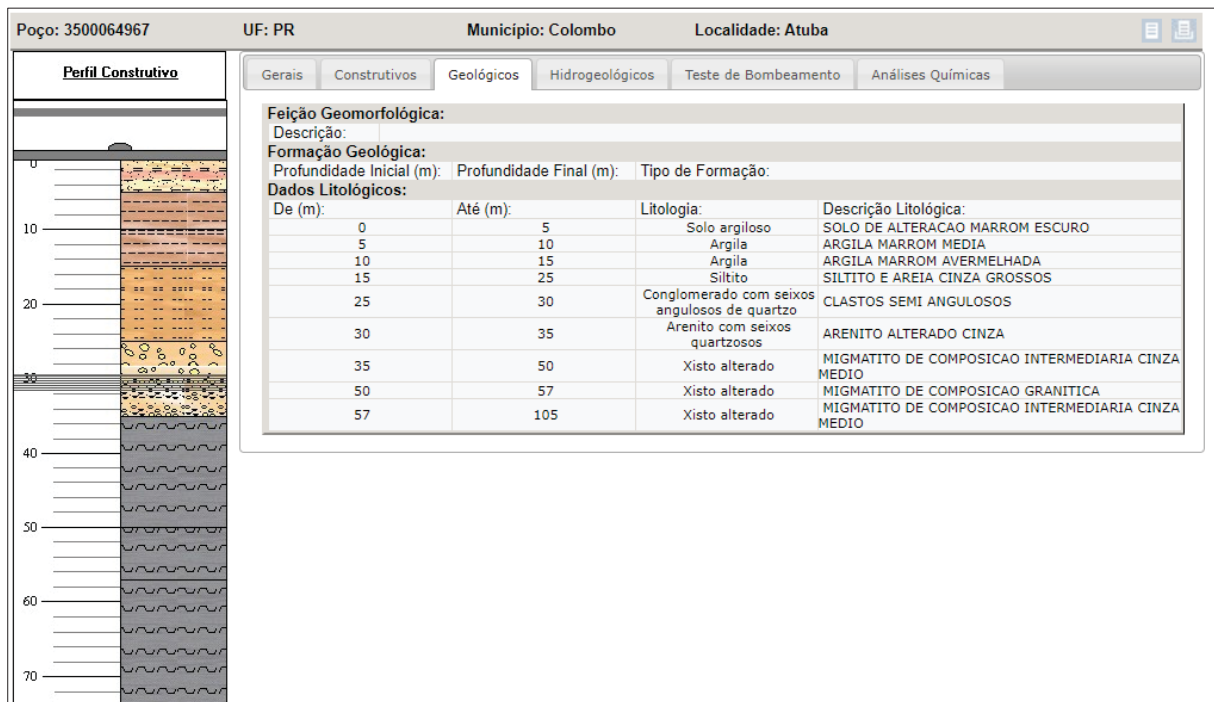 Poço: 3500064967 UF: PR Município: Colombo Localidade: Atuba
Perfil Construtivo
Gerais Construtivos Geológicos Hidrogeológicos Teste de Bombeamento Análises Químicas
Feição Geomorfológica:
Descrição:
Formação Geológica:
Profundidade Inicial (m): Profundidade Final (m): Tipo de Formação:
Dados Litológicos:
De (m): Até (m): Litologia: Descrição Litológica:
0 5 Solo argiloso SOLO DE ALTERACAO MARROM ESCURO
5 10 Argila ARGILA MARROM MEDIA
10 15 Argila ARGILA MARROM AVERMELHADA
15 25 Siltito SILTITO E AREIA CINZA GROSSOS
25 30 Conglomerado com seixos angulosos de quartzo CLASTOS SEMI ANGULOSOS
30 35 Arenito com seixos quartzosos ARENITO ALTERADO CINZA
35 50 Xisto alterado MIGMATITO DE COMPOSICAO INTERMEDIARIA CINZA MEDIO
50 57 Xisto alterado MIGMATITO DE COMPOSICAO GRANITICA
57 105 Xisto alterado MIGMATITO DE COMPOSICAO INTERMEDIARIA CINZA MEDIO
0
10
20
30
40
50
60
70